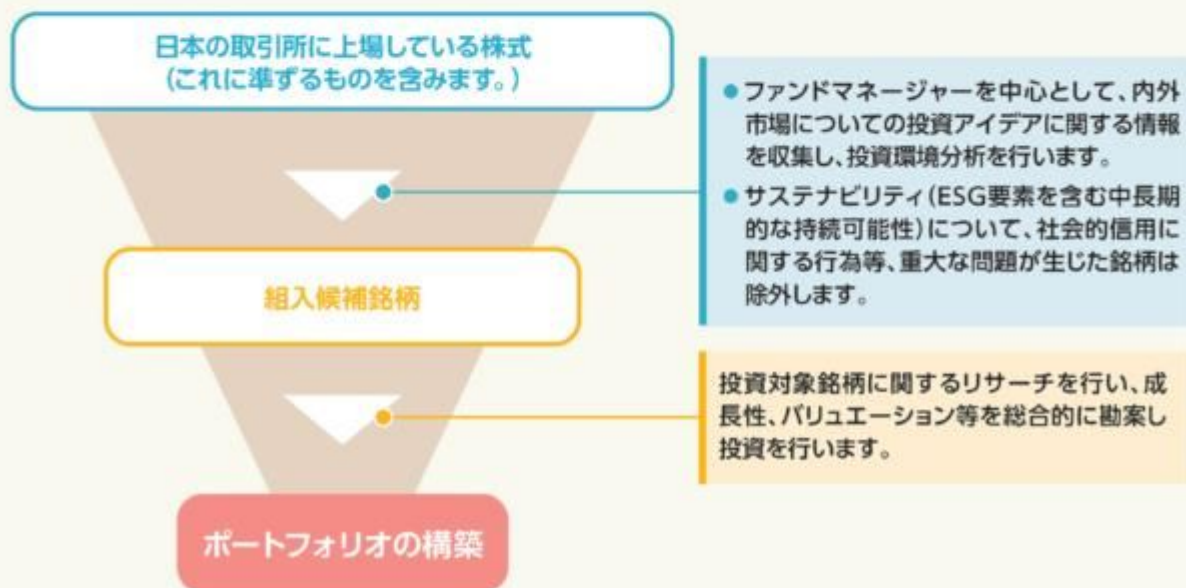 日本の取引所に上場している株式
(これに準ずるものを含みます。)
●ファンドマネージャーを中心として、内外
市場についての投資アイデアに関する情報
を収集し、投資環境分析を行います。
●サステナビリティ(ESG要素を含む中長期
的な持続可能性)について、社会的信用に
関する行為等、重大な問題が生じた銘柄は
除外します。
組入候補銘柄
投資対象銘柄に関するリサーチを行い、成
長性、バリュエーション等を総合的に勘案し
投資を行います。
ポートフォリオの構築